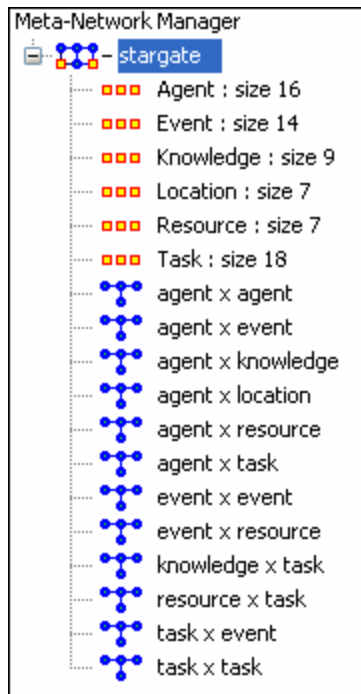 Meta-Network Manager
stargate
Agent : size 16
Event : size 14
Knowledge : size 9
Location : size 7
Resource : size 7
Task : size 18
agent x agent
agent x event
agent x knowledge
agent x location
agent x resource
agent x task
event x event
event x resource
knowledge x task
resource x task
task x event
task x task